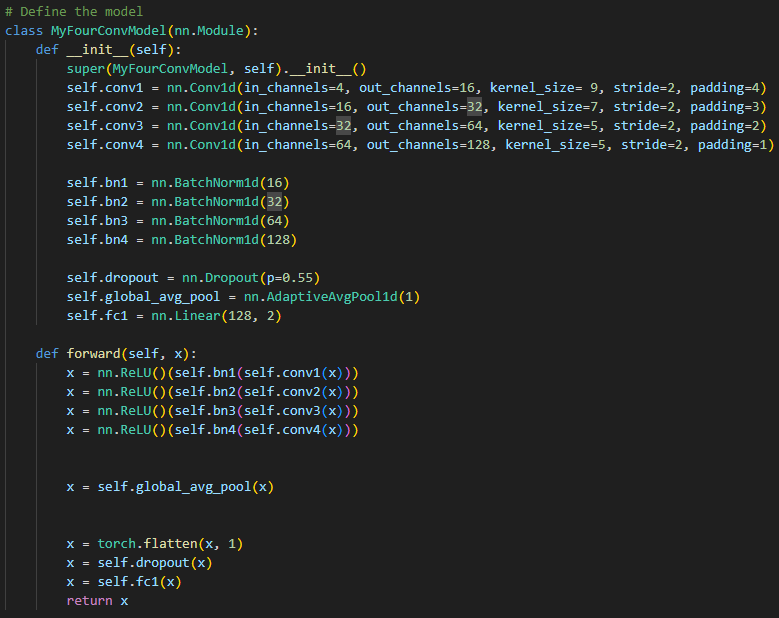 # Define the model
class MyFourConvModel(nn.Module):
def __init__(self):
super(MyFourConvModel, self).__init__()
self.conv1 = nn.Conv1d(in_channels=4, out_channels=16, kernel_size= 9, stride=2, padding=4)
self.conv2 = nn.Conv1d(in_channels=16, out_channels=32, kernel_size=7, stride=2, padding=3)
self.conv3 = nn.Conv1d(in_channels=32, out_channels=64, kernel_size=5, stride=2, padding=2)
self.conv4 = nn.Conv1d(in_channels=64, out_channels=128, kernel_size=5, stride=2, padding=1)
self.bn1 = nn.BatchNorm1d(16)
self.bn2 = nn.BatchNorm1d(32)
self.bn3 = nn.BatchNorm1d(64)
self.bn4 = nn.BatchNorm1d(128)
self.dropout = nn.Dropout(p=0.55)
self.global_avg_pool = nn.AdaptiveAvgPool1d(1)
self.fc1 = nn.Linear(128, 2)
def forward(self, x):
x = nn.ReLU()(self.bn1(self.conv1(x)))
x = nn.ReLU()(self.bn2(self.conv2(x)))
x = nn.ReLU()(self.bn3(self.conv3(x)))
x = nn.ReLU()(self.bn4(self.conv4(x)))
x = self.global_avg_pool(x)
x = torch.flatten(x, 1)
x = self.dropout(x)
x = self.fc1(x)
return x